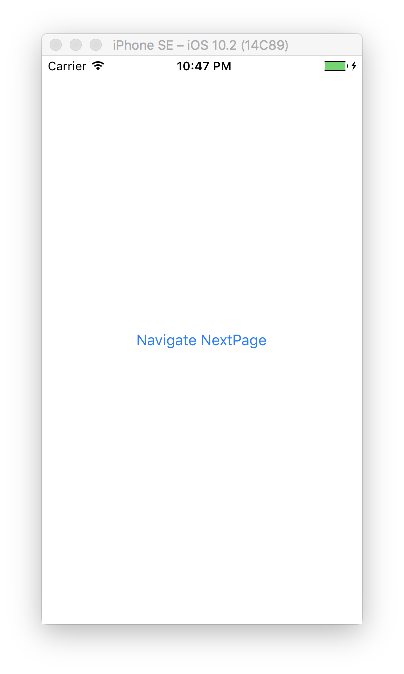 iPhone SE – iOS 10.2 (14C89)
Carrier 10:47 PM
Navigate NextPage